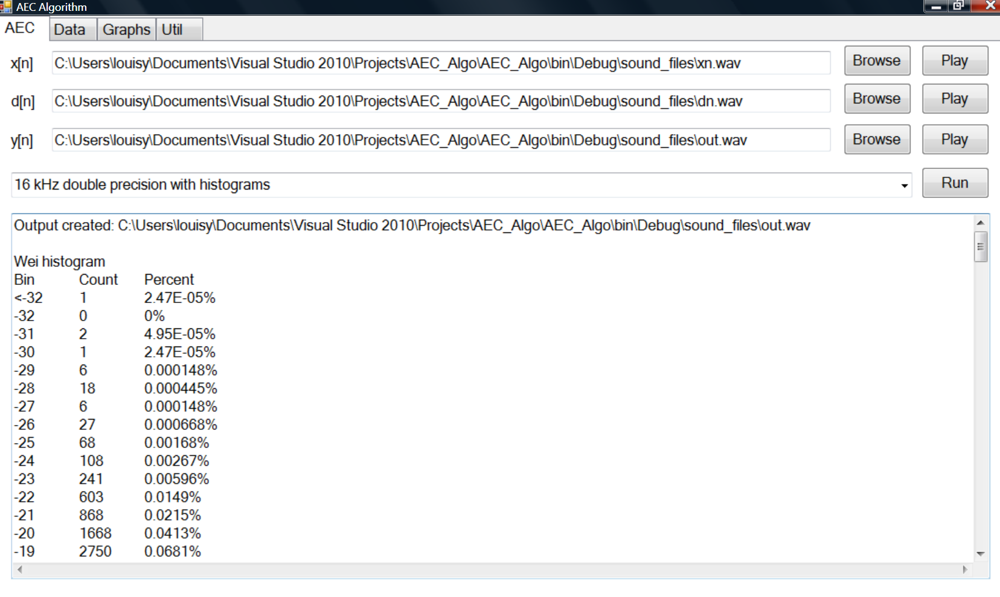 AEC Algorithm
AEC Data Graphs Util
x[n] C:\Users\louisy\Documents\Visual Studio 2010\Projects\AEC_Algo\AEC_Algo\bin\Debug\sound_files\xn.wav Browse Play
d[n] C:\Users\louisy\Documents\Visual Studio 2010\Projects\AEC_Algo\AEC_Algo\bin\Debug\sound_files\dn.wav Browse Play
y[n] C:\Users\louisy\Documents\Visual Studio 2010\Projects\AEC_Algo\AEC_Algo\bin\Debug\sound_files\out.wav Browse Play
16 kHz double precision with histograms Run
Output created: C:\Users\louisy\Documents\Visual Studio 2010\Projects\AEC_Algo\AEC_Algo\bin\Debug\sound_files\out.wav
Wei histogram
Bin Count Percent
<-32 1 2.47E-05%
-32 0 0%
-31 2 4.95E-05%
-30 1 2.47E-05%
-29 6 0.000148%
-28 18 0.000445%
-27 6 0.000148%
-26 27 0.000668%
-25 68 0.00168%
-24 108 0.00267%
-23 241 0.00596%
-22 603 0.0149%
-21 868 0.0215%
-20 1668 0.0413%
-19 2750 0.0681%